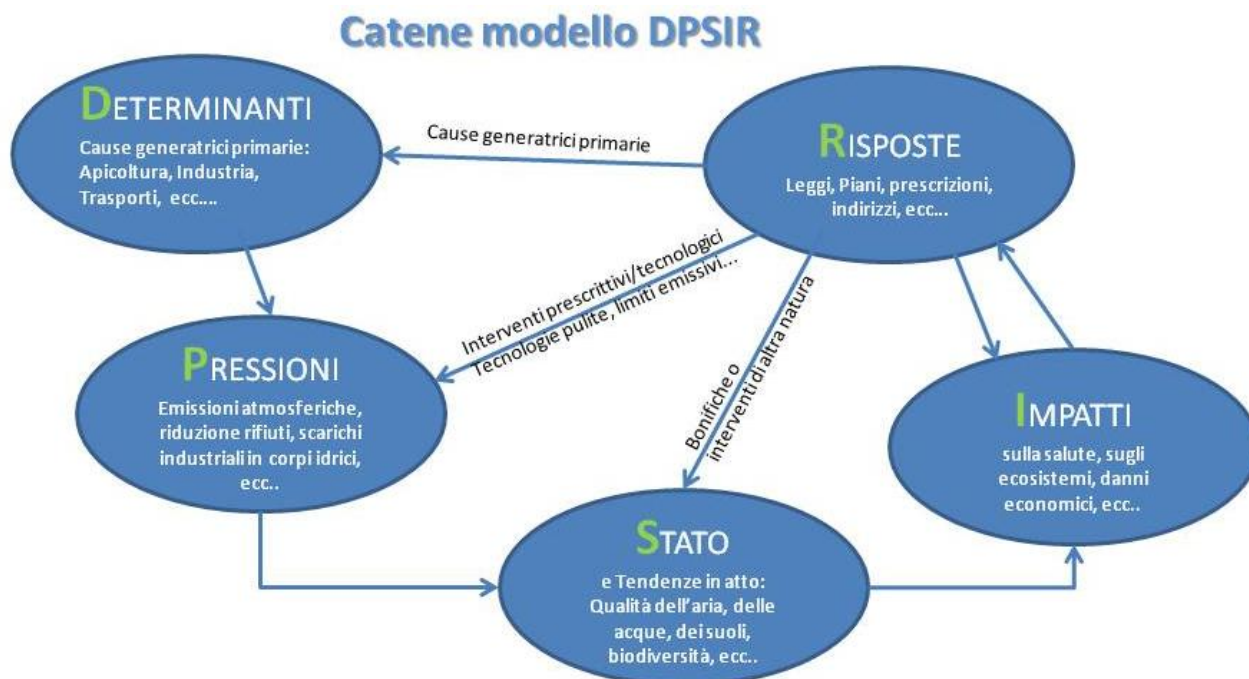 Catene modello DPSIR
DETERMINANTI
Cause generatrici primarie:
Apicoltura, Industria,
Trasporti, ecc....
Cause generatrici primarie
RISPOSTE
Leggi, Piani, prescrizioni,
indirizzi, ecc...
Interventi prescrittivi/tecnologici
Tecnologie pulite, limiti emissivi...
Bonifiche o
interventi di altra natura
PRESSIONI
Emissioni atmosferiche,
riduzione rifiuti, scarichi
industriali in corpi idrici,
ecc..
IMPATTI
sulla salute, sugli
ecosistemi, danni
economici, ecc..
STATO
e Tendenze in atto:
Qualità dell'aria, delle
acque, dei suoli,
biodiversità, ecc..